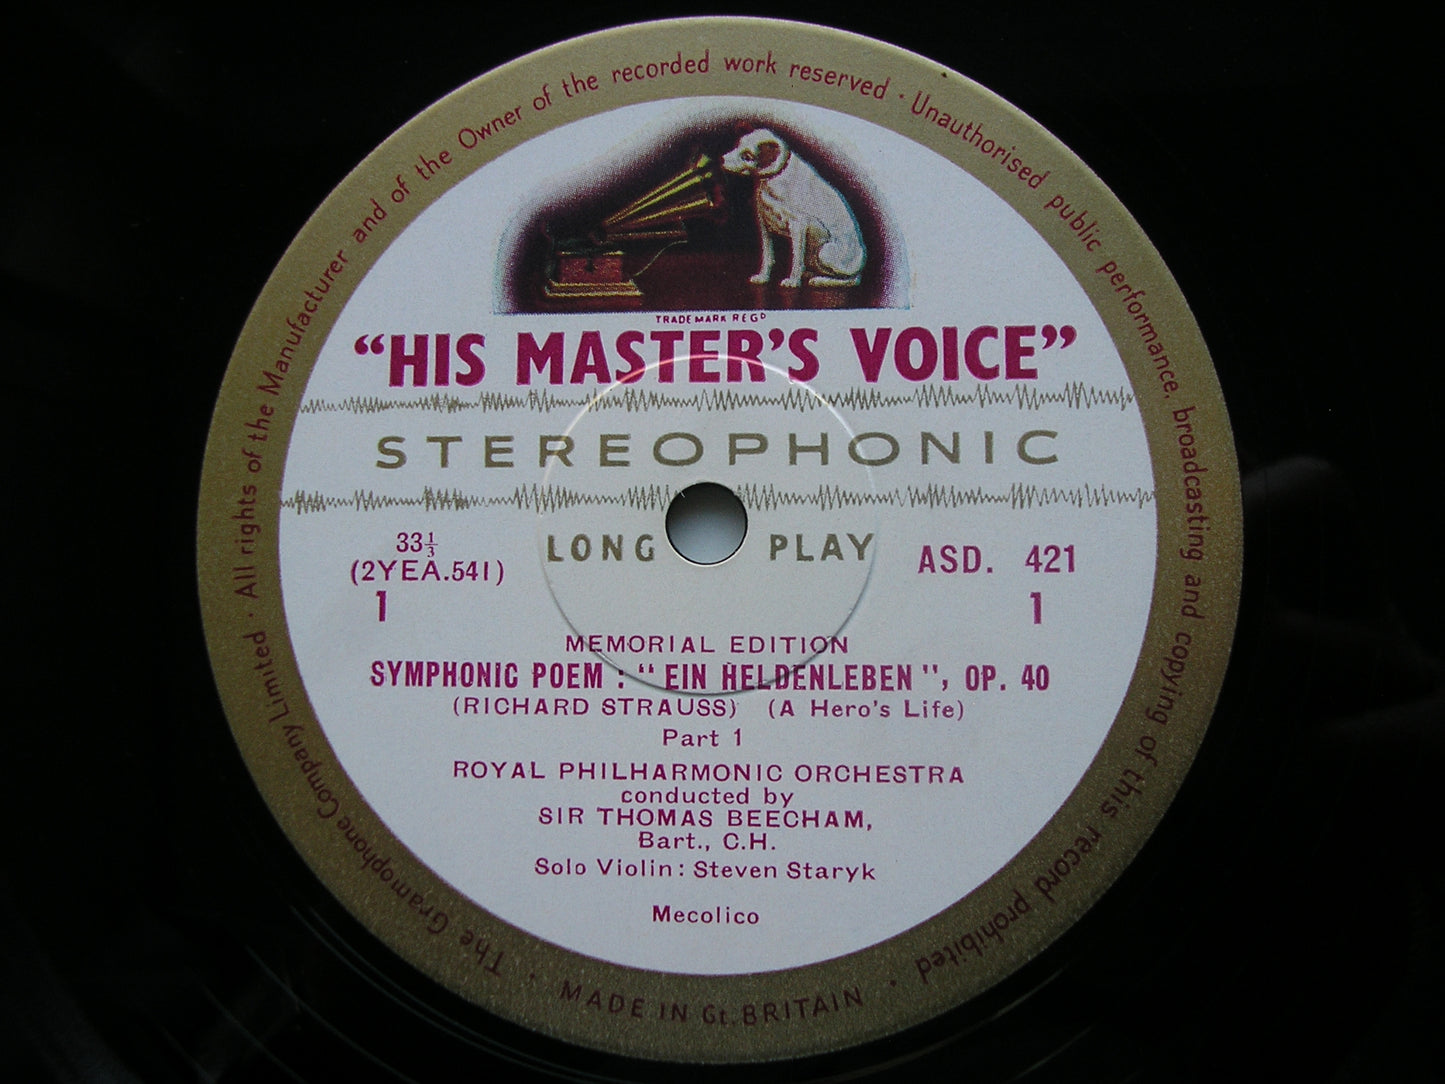 The Gramophone Company Limited · All rights of the Manufacturer and of the Owner of the recorded work reserved · Unauthorised public performance, broadcasting and copying of this record prohibited ·
TRADE MARK REGD
“HIS MASTER'S VOICE”
STEREOPHONIC
LONG PLAY
33⅓
(2YEA.541)
1
ASD. 421
1
MEMORIAL EDITION
SYMPHONIC POEM : “ EIN HELDENLEBEN ”, OP. 40
(RICHARD STRAUSS) (A Hero's Life)
Part 1
ROYAL PHILHARMONIC ORCHESTRA
conducted by
SIR THOMAS BEECHAM,
Bart., C.H.
Solo Violin: Steven Staryk
Mecolico
MADE IN Gt. BRITAIN ·